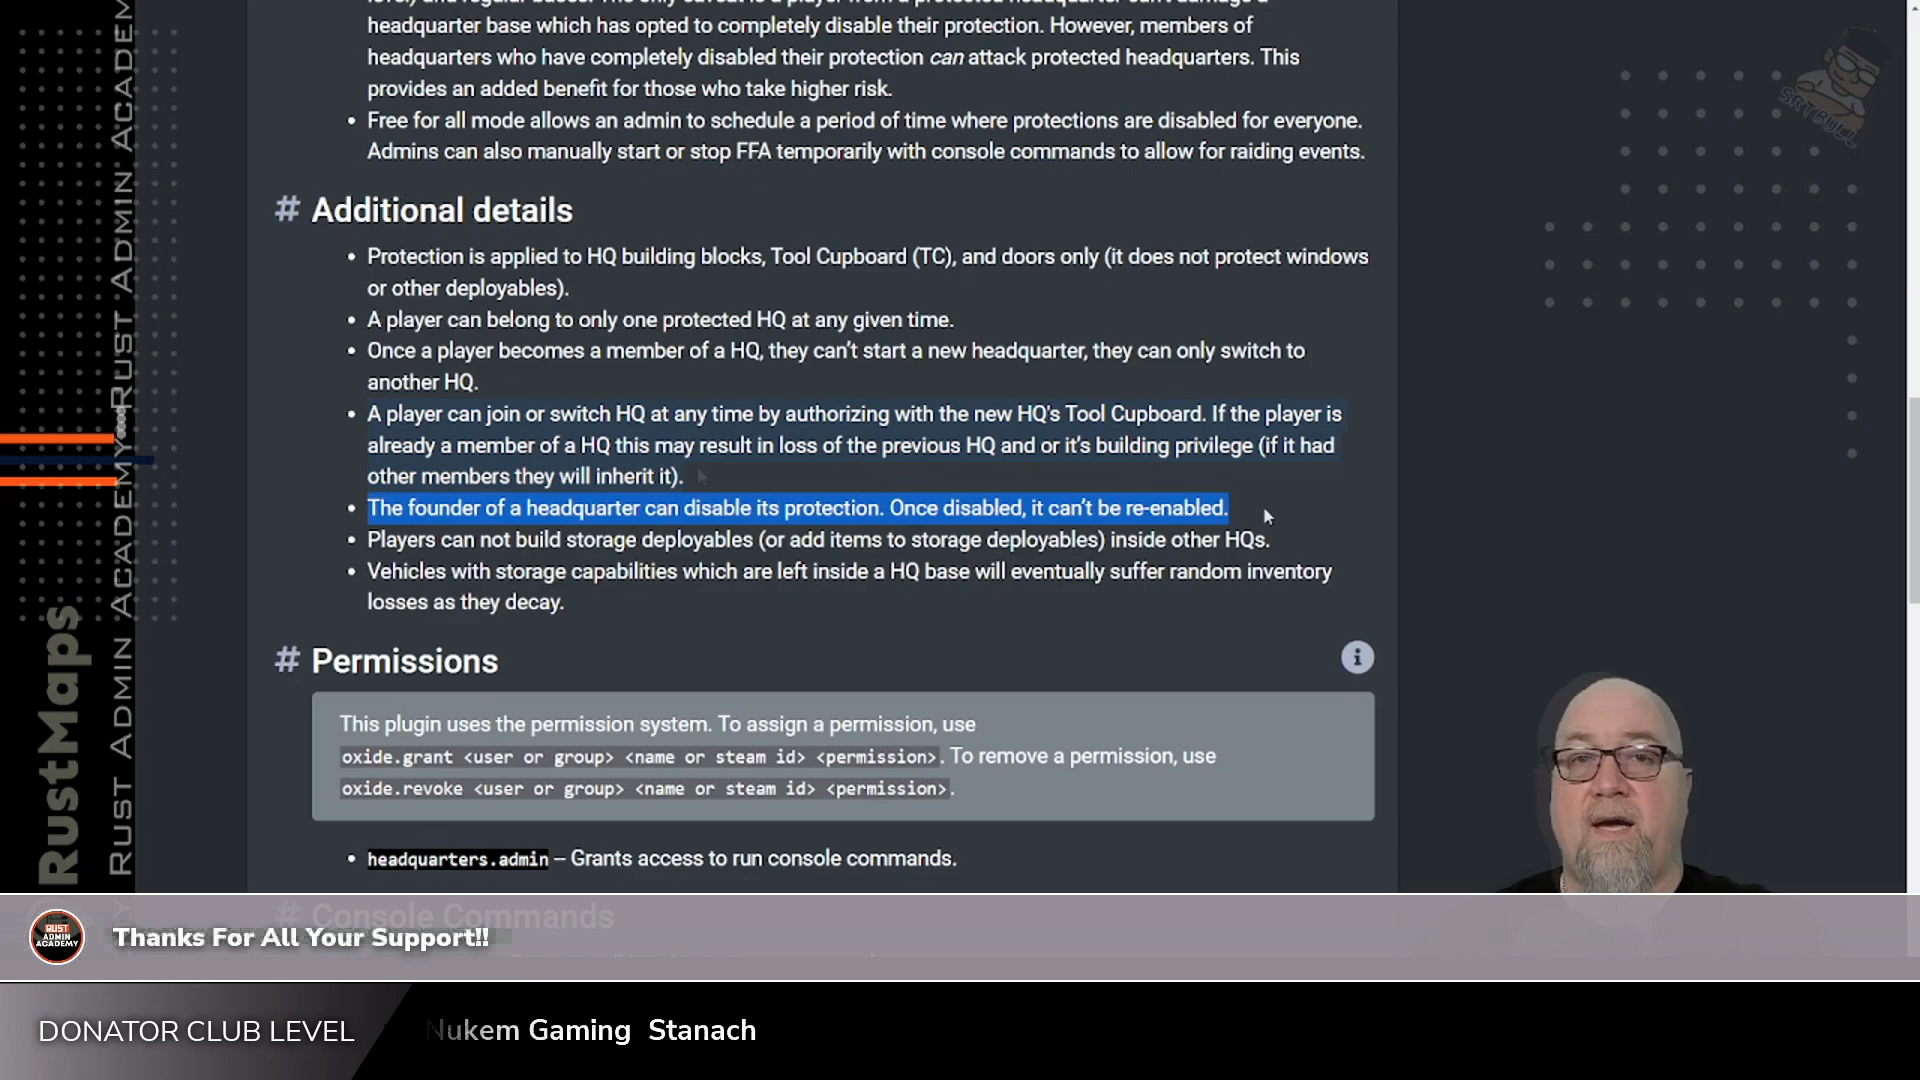 headquarter base which has opted to completely disable their protection. However, members of
headquarters who have completely disabled their protection can attack protected headquarters. This
provides an added benefit for those who take higher risk.
• Free for all mode allows an admin to schedule a period of time where protections are disabled for everyone.
Admins can also manually start or stop FFA temporarily with console commands to allow for raiding events.
# Additional details
• Protection is applied to HQ building blocks, Tool Cupboard (TC), and doors only (it does not protect windows
or other deployables).
• A player can belong to only one protected HQ at any given time.
• Once a player becomes a member of a HQ, they can't start a new headquarter, they can only switch to
another HQ.
• A player can join or switch HQ at any time by authorizing with the new HQ's Tool Cupboard. If the player is
already a member of a HQ this may result in loss of the previous HQ and or it's building privilege (if it had
other members they will inherit it).
• The founder of a headquarter can disable its protection. Once disabled, it can't be re-enabled.
• Players can not build storage deployables (or add items to storage deployables) inside other HQs.
• Vehicles with storage capabilities which are left inside a HQ base will eventually suffer random inventory
losses as they decay.
# Permissions
This plugin uses the permission system. To assign a permission, use
oxide.grant <user or group> <name or steam id> <permission>. To remove a permission, use
oxide.revoke <user or group> <name or steam id> <permission>.
• headquarters.admin – Grants access to run console commands.
# Console Commands
RUST ADMIN ACADEMY
RUST ADMIN ACADEMY
RustMaps
SRTBULL
RUST
ADMIN
ACADEMY
Thanks For All Your Support!!
DONATOR CLUB LEVEL
Nukem Gaming Stanach